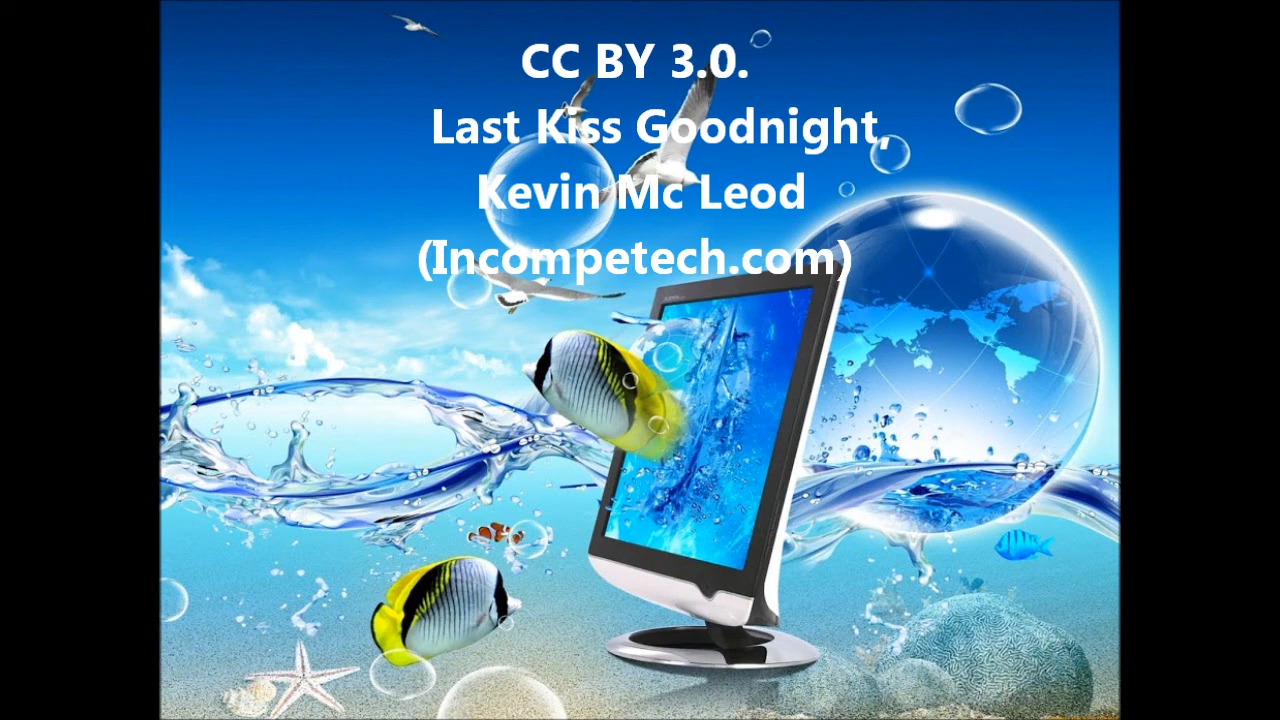 CC BY 3.0.
Last Kiss Goodnight,
Kevin Mc Leod
(Incompetech.com)